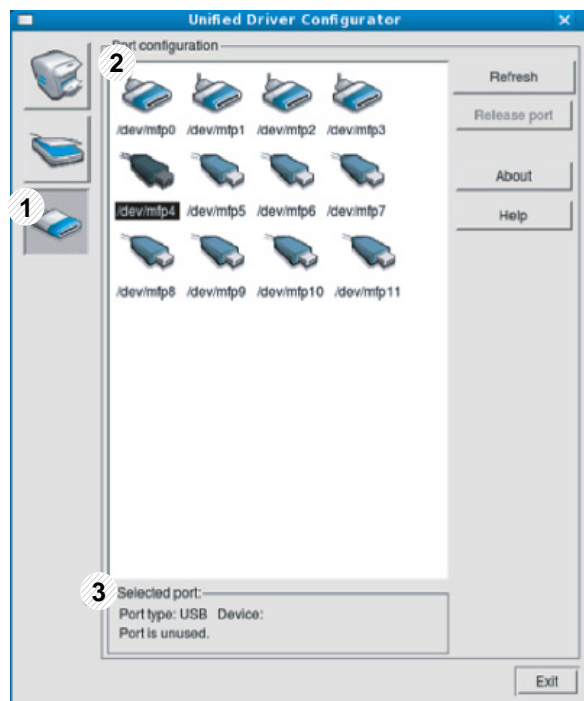 Unified Driver Configurator
Port configuration
2
Refresh
/dev/mfp0 /dev/mfp1 /dev/mfp2 /dev/mfp3
Release port
About
1
/dev/mfp4 /dev/mfp5 /dev/mfp6 /dev/mfp7
Help
/dev/mfp8 /dev/mfp9 /dev/mfp10 /dev/mfp11
3
Selected port:
Port type: USB Device:
Port is unused.
Exit